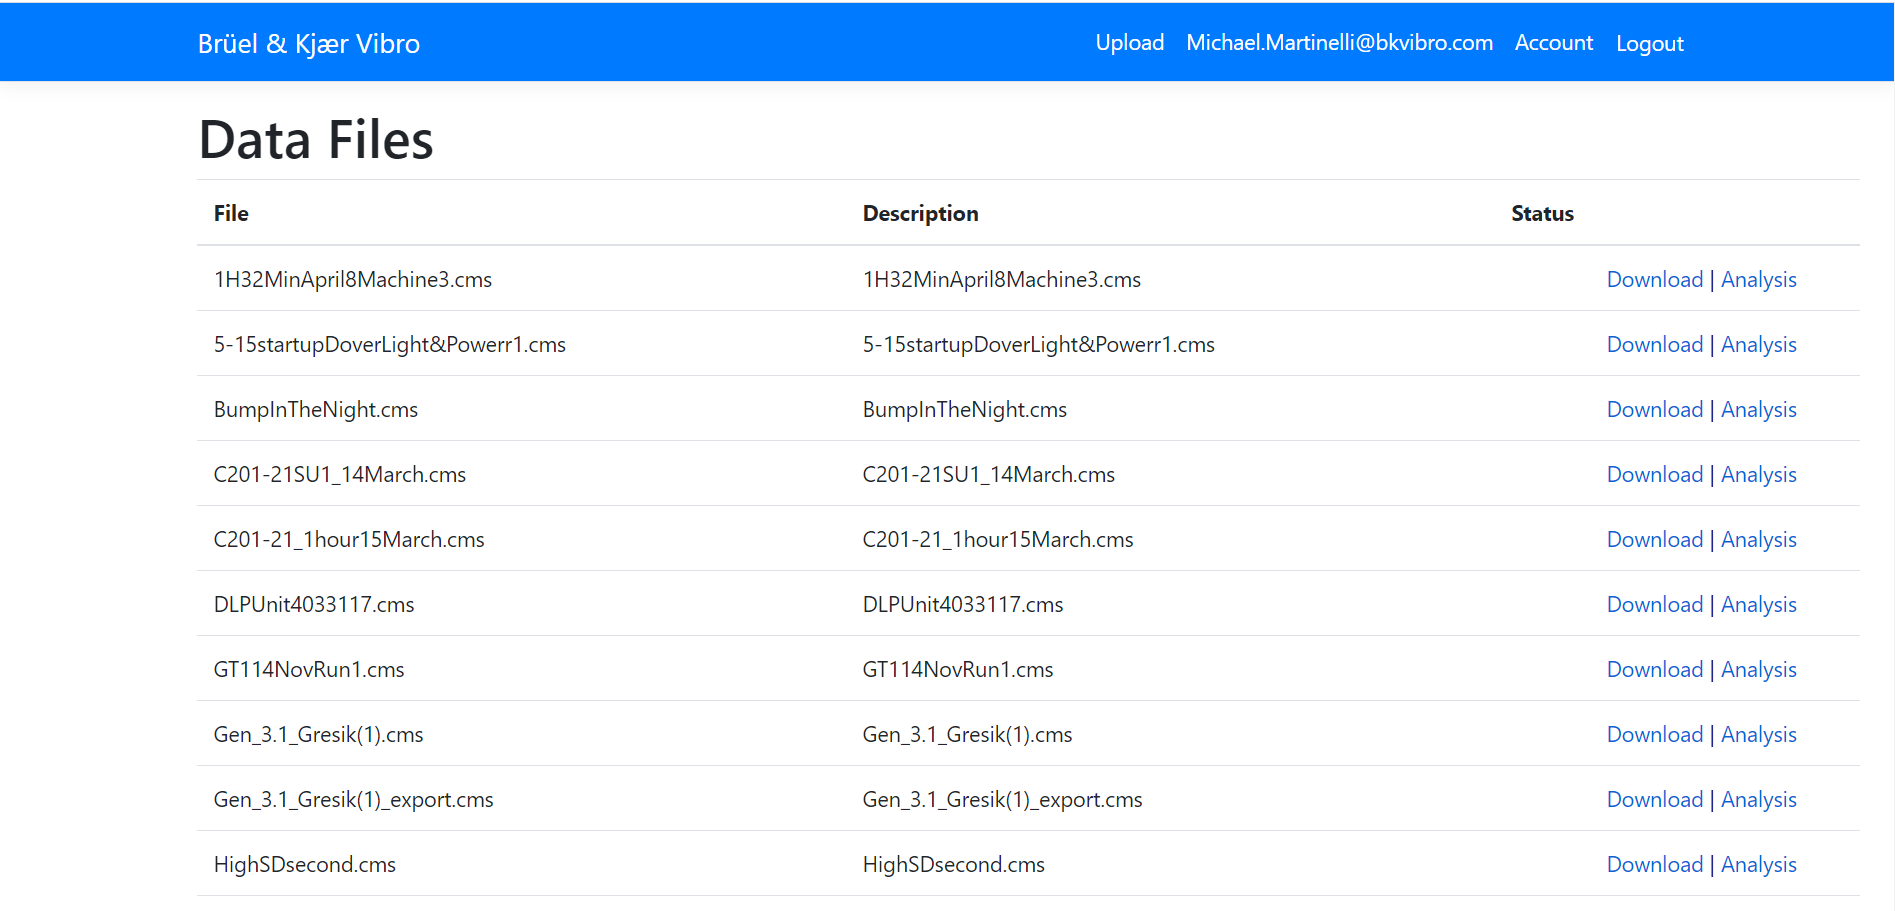 Brüel & Kjær Vibro Upload Michael.Martinelli@bkvibro.com Account Logout
Data Files
File Description Status
1H32MinApril8Machine3.cms 1H32MinApril8Machine3.cms Download | Analysis
5-15startupDoverLight&Powerr1.cms 5-15startupDoverLight&Powerr1.cms Download | Analysis
BumpInTheNight.cms BumpInTheNight.cms Download | Analysis
C201-21SU1_14March.cms C201-21SU1_14March.cms Download | Analysis
C201-21_1hour15March.cms C201-21_1hour15March.cms Download | Analysis
DLPUnit4033117.cms DLPUnit4033117.cms Download | Analysis
GT114NovRun1.cms GT114NovRun1.cms Download | Analysis
Gen_3.1_Gresik(1).cms Gen_3.1_Gresik(1).cms Download | Analysis
Gen_3.1_Gresik(1)_export.cms Gen_3.1_Gresik(1)_export.cms Download | Analysis
HighSDsecond.cms HighSDsecond.cms Download | Analysis